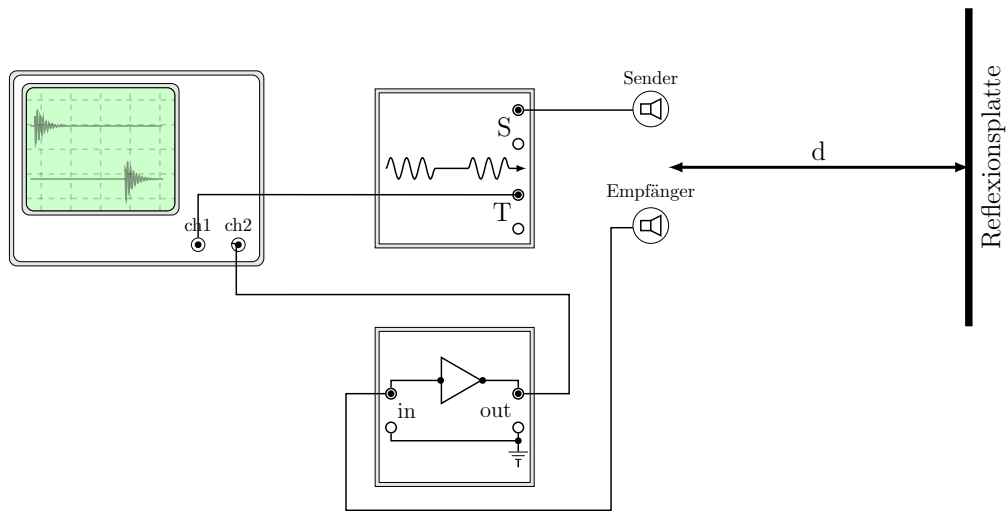 Sender
S
d
Empfänger
T
ch1 ch2
Reflexionsplatte
in out